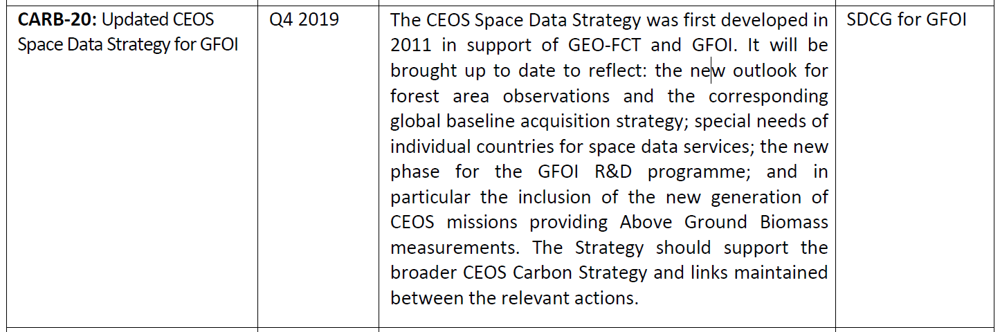 CARB-20: Updated CEOS
Space Data Strategy for GFOI
Q4 2019
The CEOS Space Data Strategy was first developed in
2011 in support of GEO-FCT and GFOI. It will be
brought up to date to reflect: the new outlook for
forest area observations and the corresponding
global baseline acquisition strategy; special needs of
individual countries for space data services; the new
phase for the GFOI R&D programme; and in
particular the inclusion of the new generation of
CEOS missions providing Above Ground Biomass
measurements. The Strategy should support the
broader CEOS Carbon Strategy and links maintained
between the relevant actions.
SDCG for GFOI